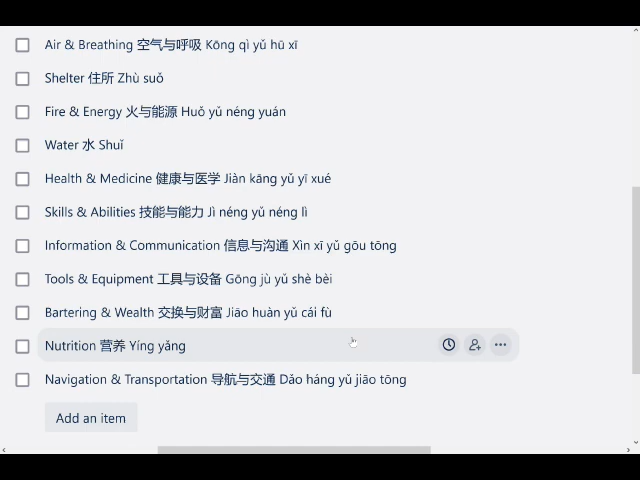 Air & Breathing 空气与呼吸 Kōng qì yǔ hū xī
Shelter 住所 Zhù suǒ
Fire & Energy 火与能源 Huǒ yǔ néng yuán
Water 水 Shuǐ
Health & Medicine 健康与医学 Jiàn kāng yǔ yī xué
Skills & Abilities 技能与能力 Jì néng yǔ néng lì
Information & Communication 信息与沟通 Xìn xī yǔ gōu tōng
Tools & Equipment 工具与设备 Gōng jù yǔ shè bèi
Bartering & Wealth 交换与财富 Jiāo huàn yǔ cái fù
Nutrition 营养 Yíng yǎng
Navigation & Transportation 导航与交通 Dǎo háng yǔ jiāo tōng
Add an item